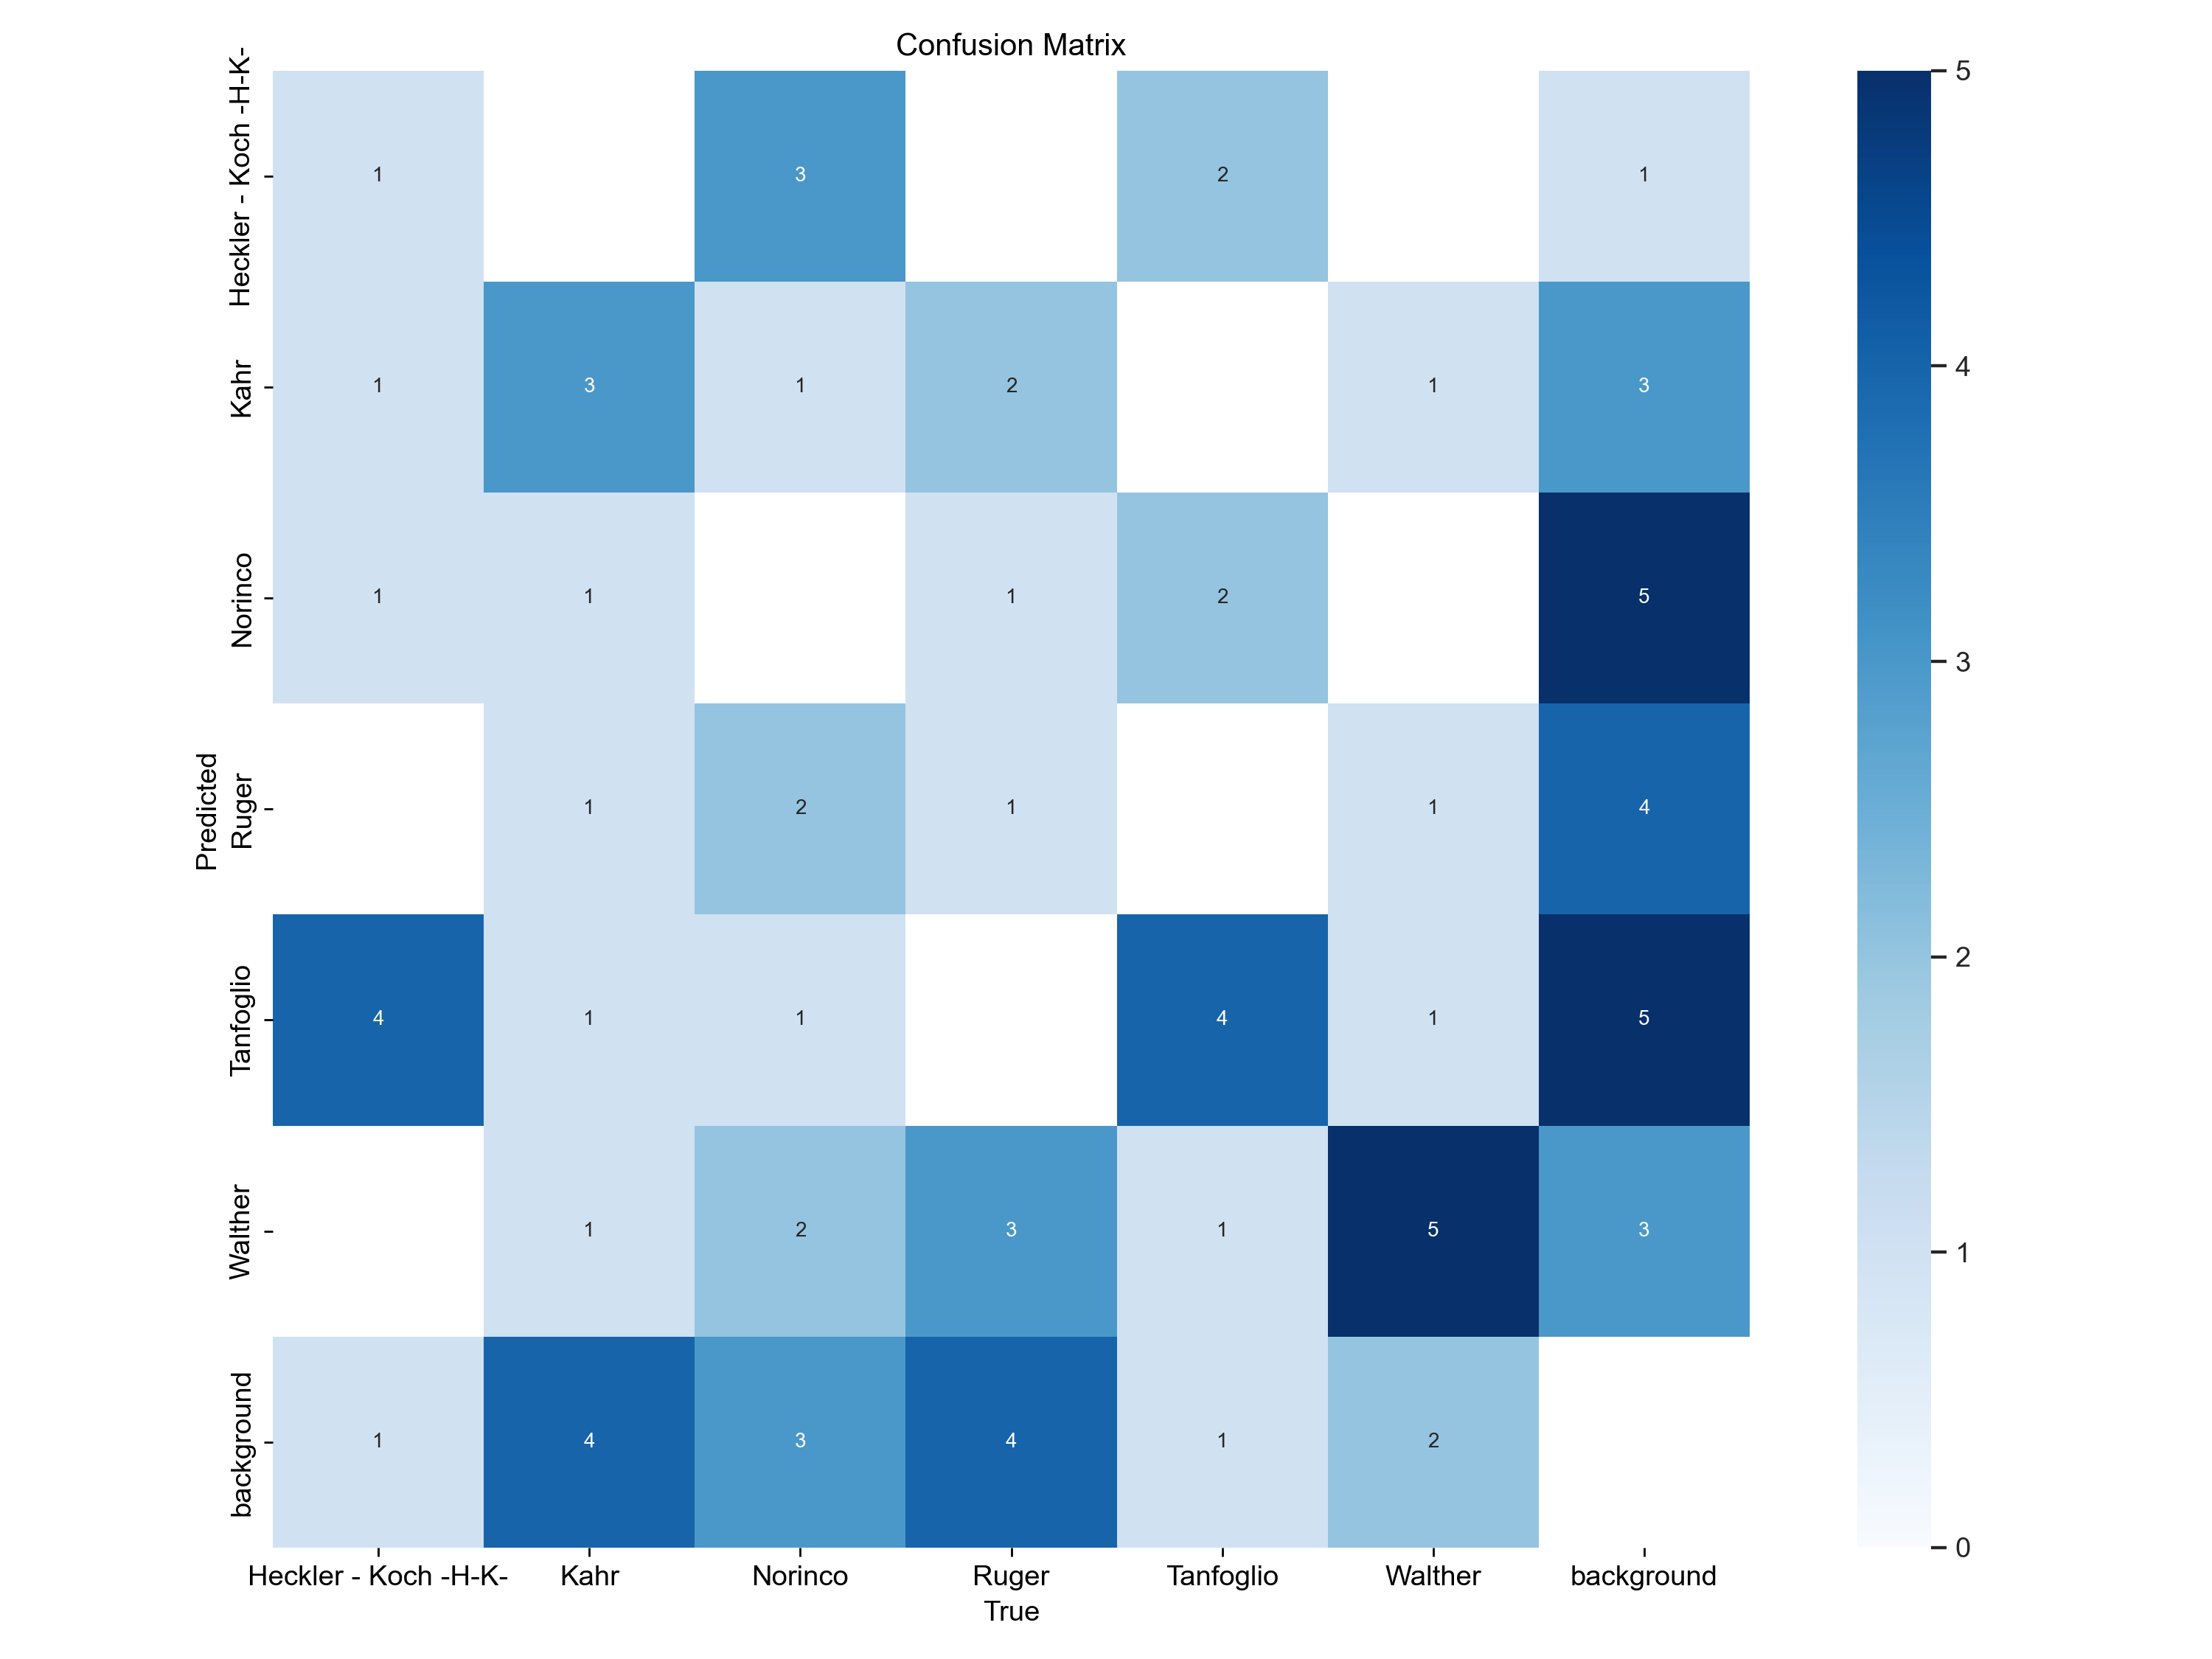 Confusion Matrix
Heckler - Koch -H-K-
1 3 2 1
Kahr
1 3 1 2 1 3
Norinco
1 1 1 2 5
Predicted
Ruger
1 2 1 1 4
Tanfoglio
4 1 1 4 1 5
Walther
1 2 3 1 5 3
background
1 4 3 4 1 2
Heckler - Koch -H-K- Kahr Norinco Ruger Tanfoglio Walther background
True
5
4
3
2
1
0